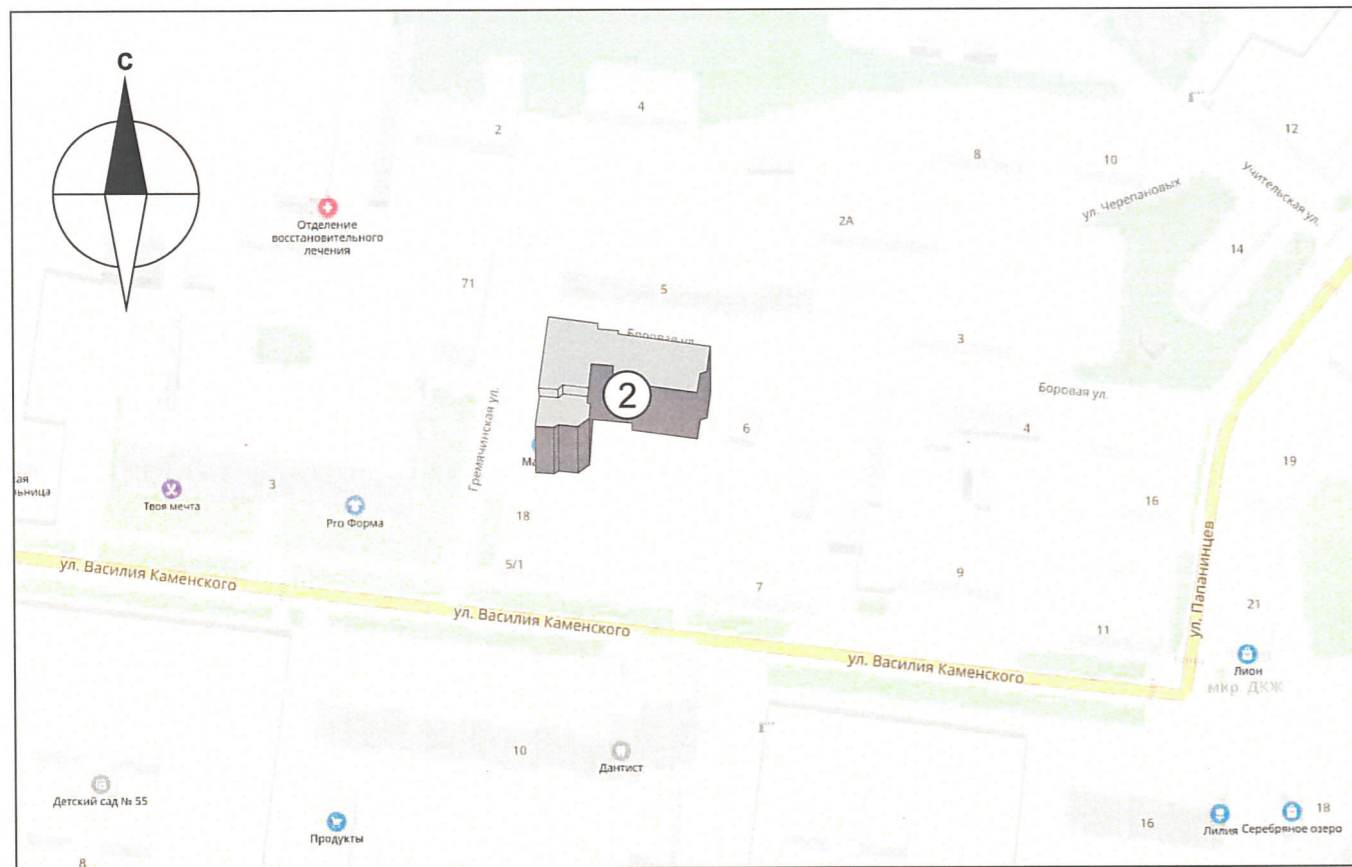 С
4
2
12
8
10
ул. Черепановых
Учительская ул.
Отделение
восстановительного
лечения
2А
14
71
5
Боровая ул.
3
Гремячинская ул.
2
Боровая ул.
6
4
Ма
19
ая
ьница
Твоя мечта
3
Pro Форма
18
16
ул. Василия Каменского
5/1
7
9
ул. Папанинцев
21
ул. Василия Каменского
11
ул. Василия Каменского
Лион
мкр. ДКЖ
10
Дантист
Детский сад № 55
Продукты
16
Лилия
Серебряное озеро
18
8